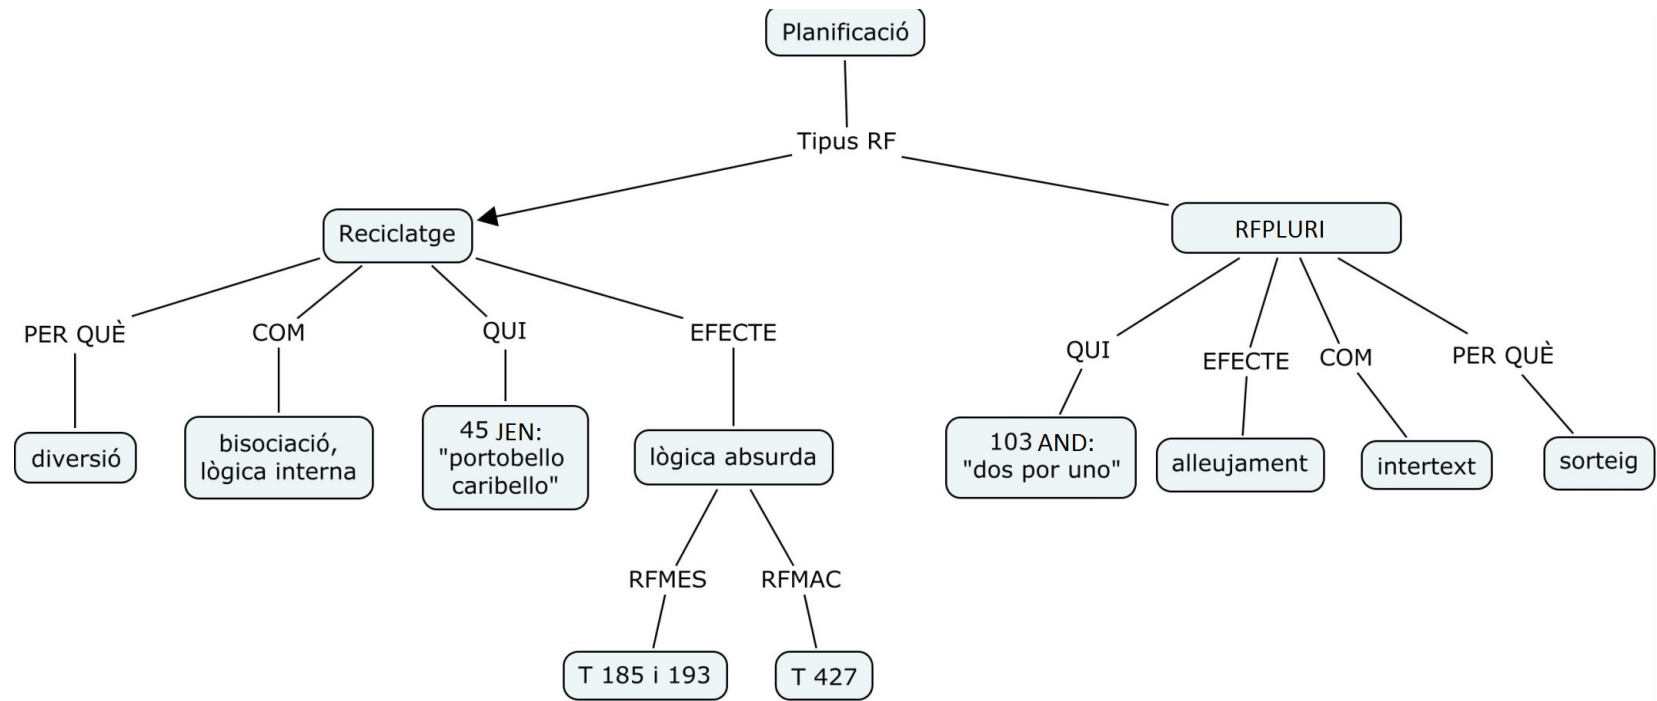 Planificació
Tipus RF
Reciclatge
RFPLURI
PER QUÈ
COM
QUI
EFECTE
QUI
EFECTE
COM
PER QUÈ
diversió
bisociació,
lògica interna
45 JEN:
"portobello
caribello"
lògica absurda
103 AND:
"dos por uno"
alleujament
intertext
sorteig
RFMES
RFMAC
T 185 i 193
T 427